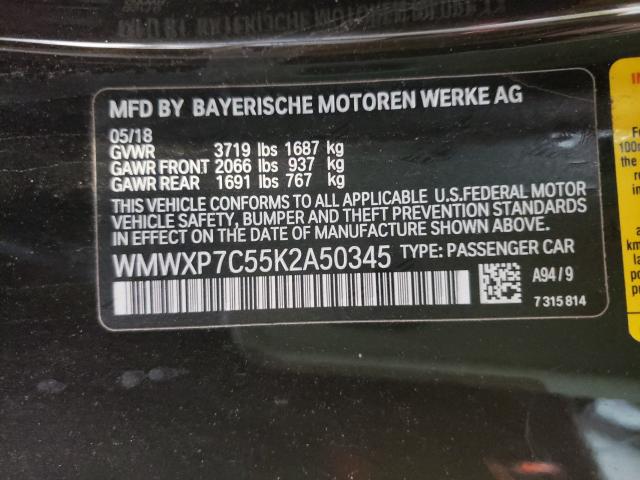 MFD BY BAYERISCHE MOTOREN WERKE AG
05/18
GVWR 3719 lbs 1687 kg
GAWR FRONT 2066 lbs 937 kg
GAWR REAR 1691 lbs 767 kg
THIS VEHICLE CONFORMS TO ALL APPLICABLE U.S.FEDERAL MOTOR
VEHICLE SAFETY, BUMPER AND THEFT PREVENTION STANDARDS
IN EFFECT ON THE DATE OF MANUFACTURE SHOWN ABOVE.
WMWXP7C55K2A50345 TYPE: PASSENGER CAR
A94/9
7315814